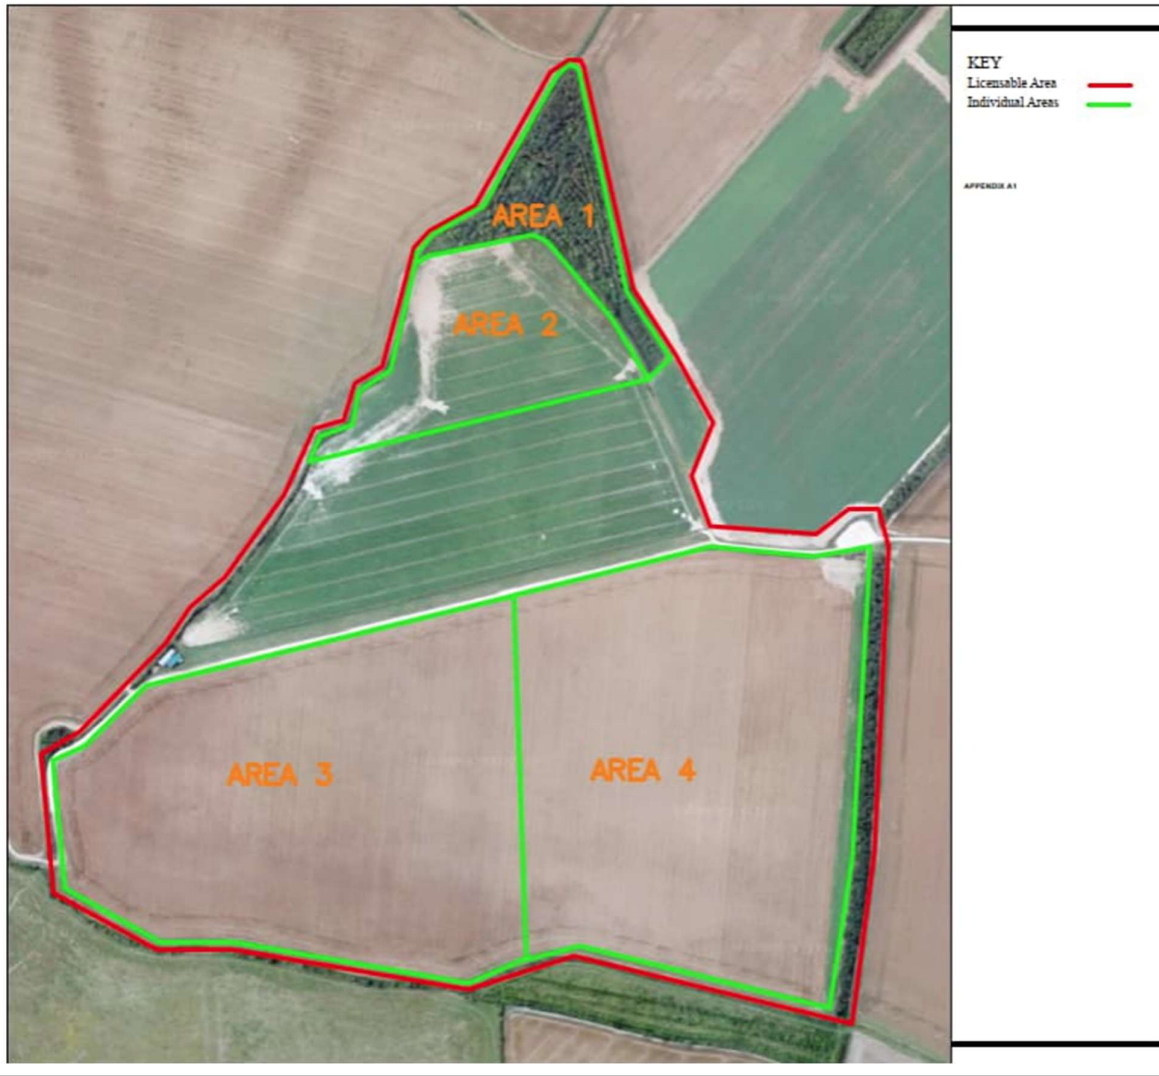 KEY
Licensable Area
Individual Areas
APPENDIX A1
AREA 1
AREA 2
AREA 3
AREA 4